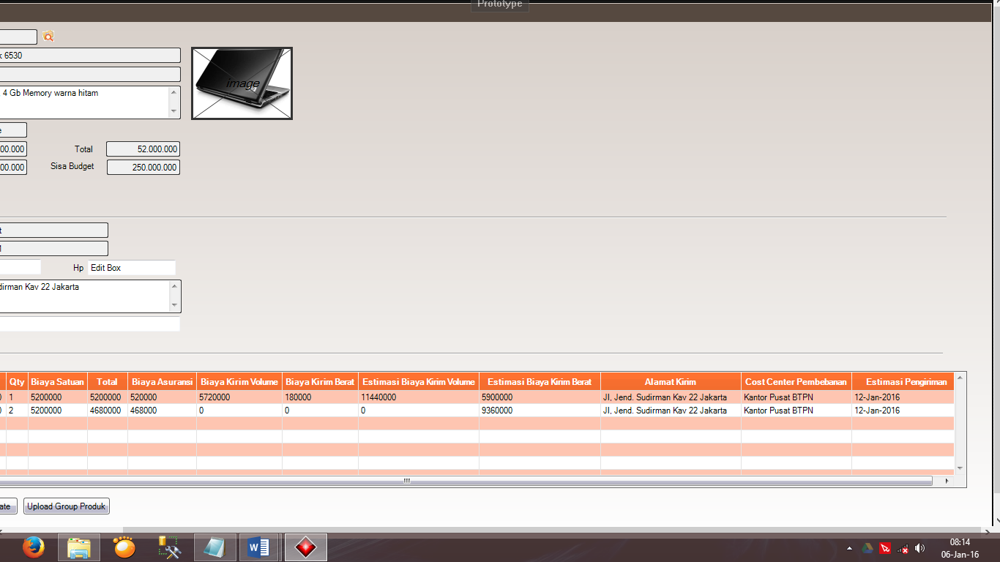 Prototype
k 6530
image
4 Gb Memory warna hitam
e
00.000 Total 52.000.000
00.000 Sisa Budget 250.000.000
t
Hp Edit Box
dirman Kav 22 Jakarta
Qty Biaya Satuan Total Biaya Asuransi Biaya Kirim Volume Biaya Kirim Berat Estimasi Biaya Kirim Volume Estimasi Biaya Kirim Berat Alamat Kirim Cost Center Pembebanan Estimasi Pengiriman
0 1 5200000 5200000 520000 5720000 180000 11440000 5900000 Jl, Jend. Sudirman Kav 22 Jakarta Kantor Pusat BTPN 12-Jan-2016
0 2 5200000 4680000 468000 0 0 0 9360000 Jl, Jend. Sudirman Kav 22 Jakarta Kantor Pusat BTPN 12-Jan-2016
ate Upload Group Produk
08:14
06-Jan-16